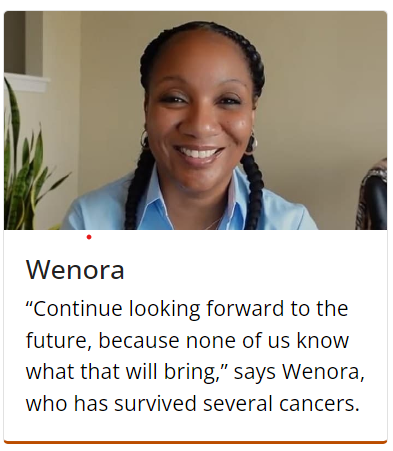 Wenora
“Continue looking forward to the
future, because none of us know
what that will bring,” says Wenora,
who has survived several cancers.